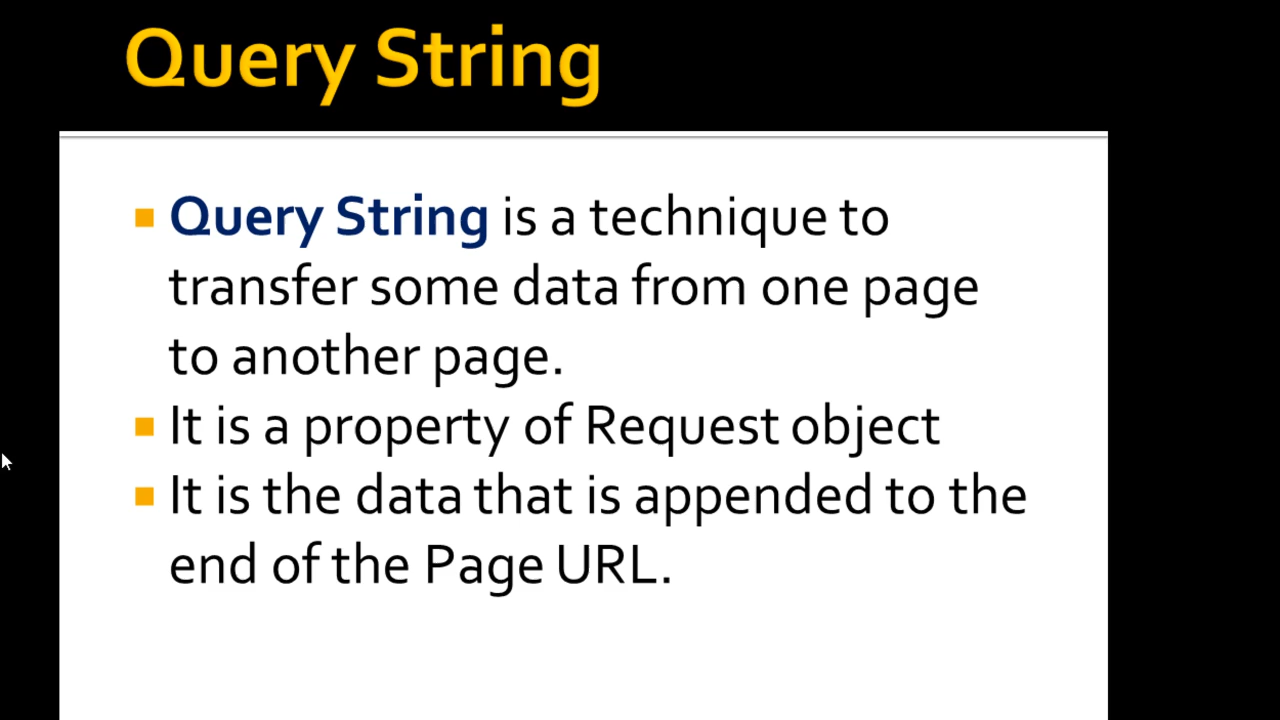 Query String
Query String is a technique to
transfer some data from one page
to another page.
It is a property of Request object
It is the data that is appended to the
end of the Page URL.